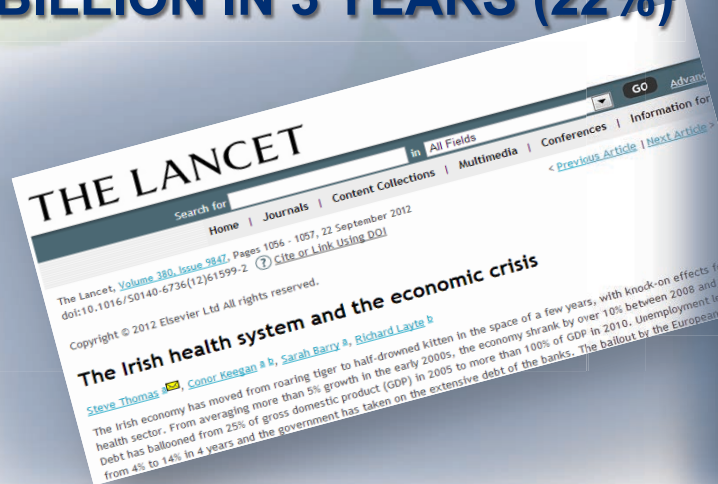 BILLION IN 3 YEARS (22%)
THE LANCET
Search for in All Fields GO Advanc
Home | Journals | Content Collections | Multimedia | Conferences | Information for
< Previous Article | Next Article >
The Lancet, Volume 380, Issue 9847, Pages 1056 - 1057, 22 September 2012
doi:10.1016/S0140-6736(12)61599-2 ? Cite or Link Using DOI
Copyright © 2012 Elsevier Ltd All rights reserved.
The Irish health system and the economic crisis
Steve Thomas a, Conor Keegan a b, Sarah Barry a, Richard Layte b
The Irish economy has moved from roaring tiger to half-drowned kitten in the space of a few years, with knock-on effects f
health sector. From averaging more than 5% growth in the early 2000s, the economy shrank by over 10% between 2008 and
Debt has ballooned from 25% of gross domestic product (GDP) in 2005 to more than 100% of GDP in 2010. Unemployment i
from 4% to 14% in 4 years and the government has taken on the extensive debt of the banks. The bailout by the European